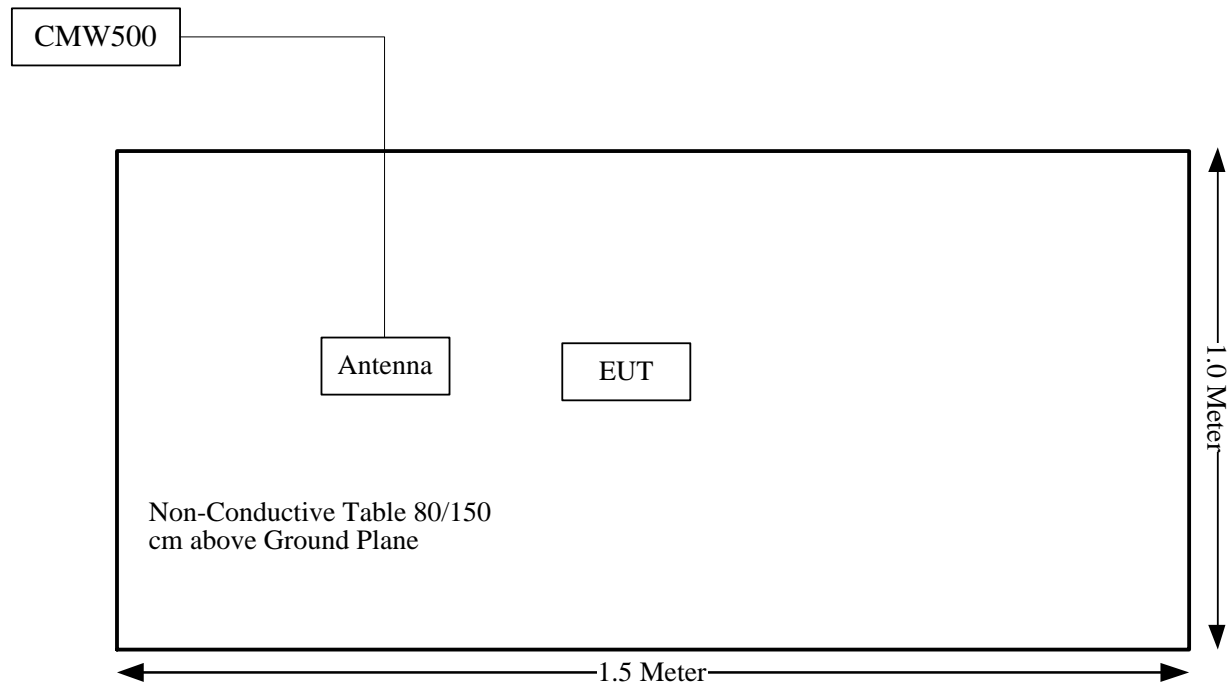 CMW500
Antenna
EUT
1.0 Meter
Non-Conductive Table 80/150
cm above Ground Plane
1.5 Meter